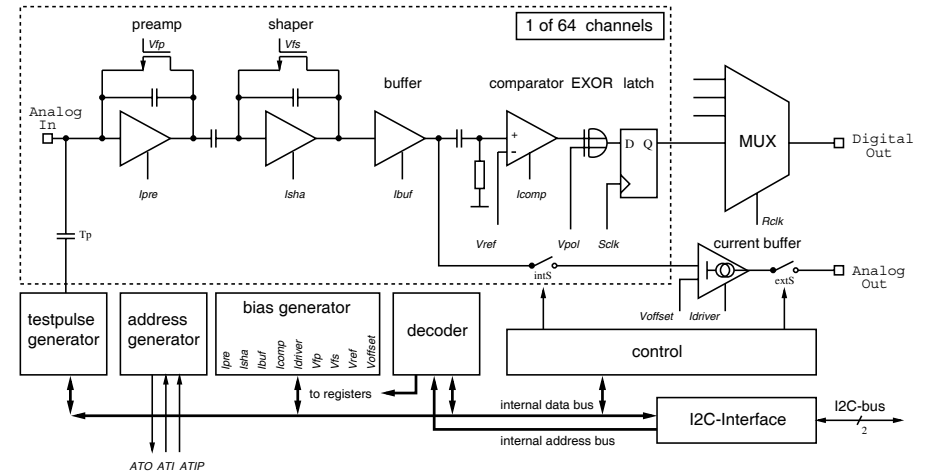 preamp
shaper
1 of 64 channels
Vfp
Vfs
buffer
comparator EXOR latch
Analog
In
MUX
Digital
Out
+
-
D Q
Ipre
Isha
Ibuf
Icomp
Rclk
Tp
Vref
Vpol
Sclk
current buffer
intS
extS
Analog
Out
Voffset
Idriver
testpulse
generator
address
generator
bias generator
Ipre
Isha
Ibuf
Icomp
Idriver
Vfp
Vfs
Vref
Voffset
decoder
control
to registers
internal data bus
internal address bus
I2C-Interface
I2C-bus
2
ATO ATI ATIP